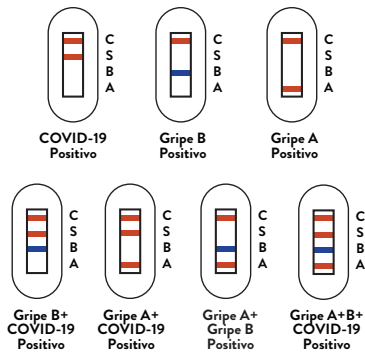 C
S
B
A
C
S
B
A
C
S
B
A
COVID-19
Positivo
Gripe B
Positivo
Gripe A
Positivo
C
S
B
A
C
S
B
A
C
S
B
A
C
S
B
A
Gripe B+
COVID-19
Positivo
Gripe A+
COVID-19
Positivo
Gripe A+
Gripe B
Positivo
Gripe A+B+
COVID-19
Positivo